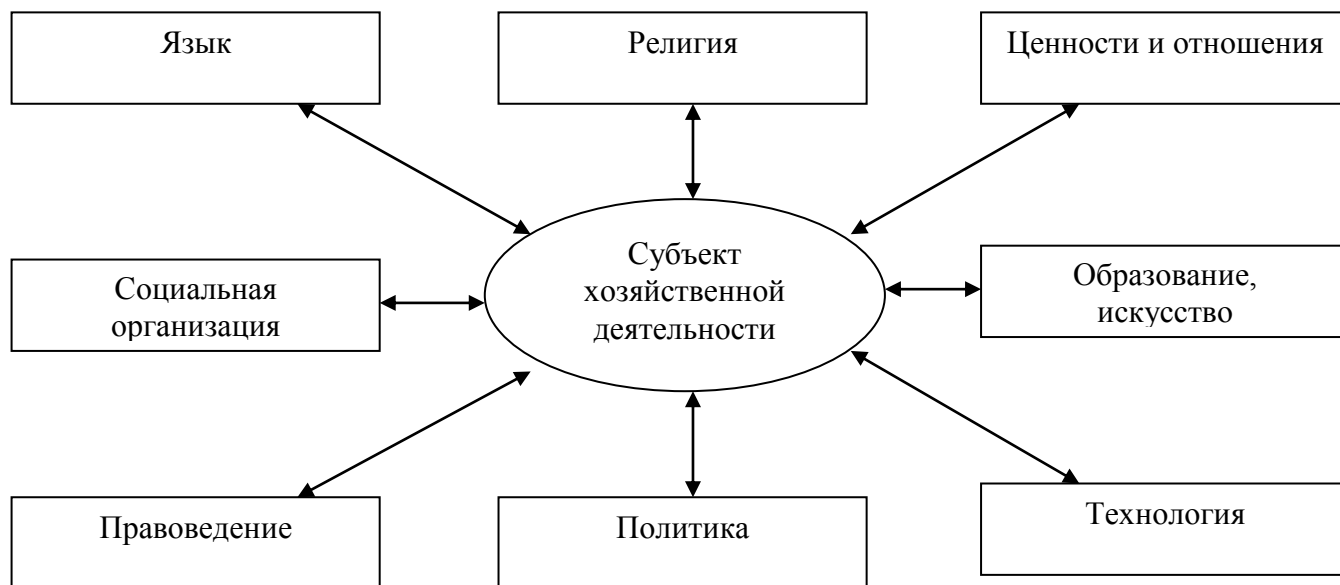 Язык
Религия
Ценности и отношения
Социальная
организация
Субъект
хозяйственной
деятельности
Образование,
искусство
Правоведение
Политика
Технология